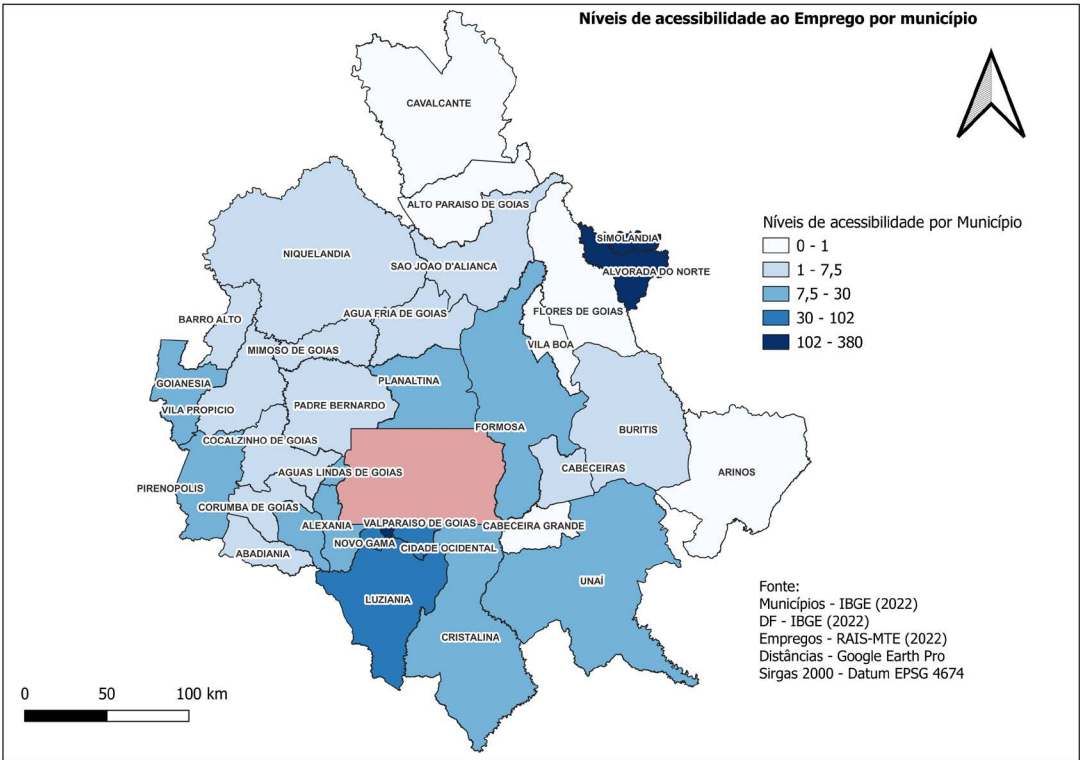 Níveis de acessibilidade ao Emprego por município
CAVALCANTE
ALTO PARAISO DE GOIAS
SIMOLANDIA
NIQUELANDIA
SAO JOAO D'ALIANCA
ALVORADA DO NORTE
AGUA FRIA DE GOIAS
FLORES DE GOIAS
BARRO ALTO
VILA BOA
MIMOSO DE GOIAS
GOIANESIA
PLANALTINA
VILA PROPICIO
PADRE BERNARDO
FORMOSA
BURITIS
COCALZINHO DE GOIAS
CABECEIRAS
ARINOS
AGUAS LINDAS DE GOIAS
PIRENOPOLIS
CORUMBA DE GOIAS
ALEXANIA
VALPARAISO DE GOIAS
CABECEIRA GRANDE
NOVO GAMA
CIDADE OCIDENTAL
ABADIANIA
UNAÍ
LUZIANIA
CRISTALINA
Níveis de acessibilidade por Município
0 - 1
1 - 7,5
7,5 - 30
30 - 102
102 - 380
Fonte:
Municípios - IBGE (2022)
DF - IBGE (2022)
Empregos - RAIS-MTE (2022)
Distâncias - Google Earth Pro
Sirgas 2000 - Datum EPSG 4674
0 50 100 km